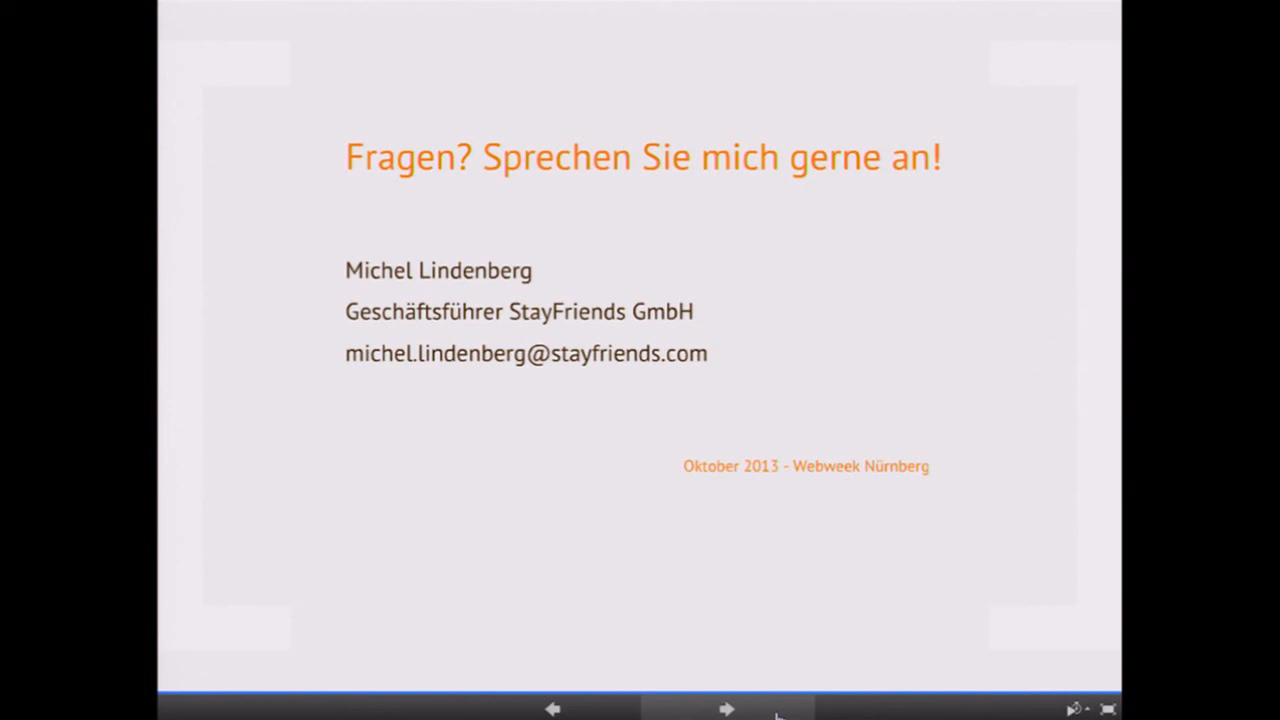 Fragen? Sprechen Sie mich gerne an!
Michel Lindenberg
Geschäftsführer StayFriends GmbH
michel.lindenberg@stayfriends.com
Oktober 2013 - Webweek Nürnberg